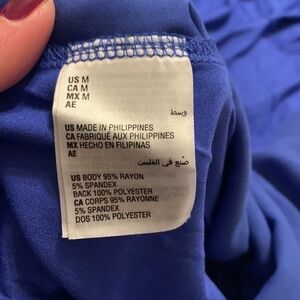 US M
CA M
MX M
AE
وسط
US MADE IN PHILIPPINES
CA FABRIQUÉ AUX PHILIPPINES
MX HECHO EN FILIPINAS
AE
صنع في الفلبين
US BODY 95% RAYON
5% SPANDEX
BACK 100% POLYESTER
CA CORPS 95% RAYONNE
5% SPANDEX
DOS 100% POLYESTER